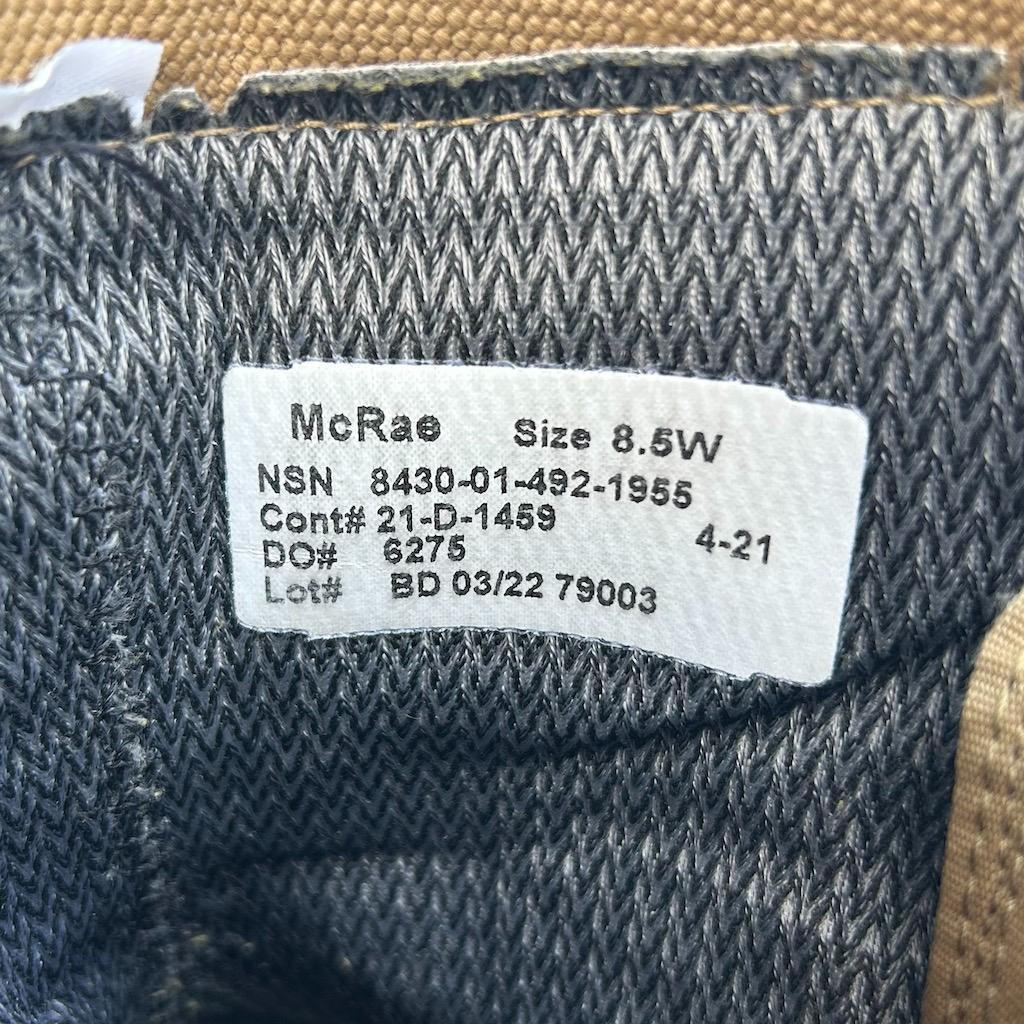 McRae Size 8.5W
NSN 8430-01-492-1955
Cont# 21-D-1459
4-21
DO# 6275
Lot# BD 03/22 79003